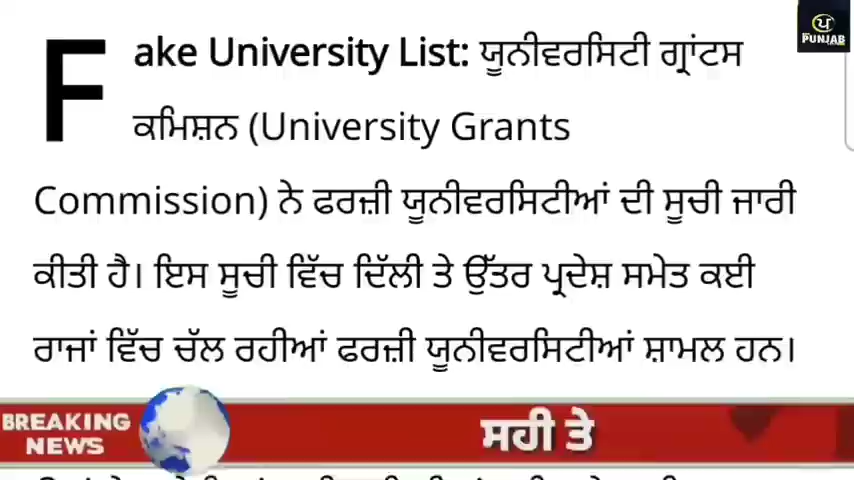 ਪੰ
PUNJAB
Fake University List: ਯੂਨੀਵਰਸਿਟੀ ਗ੍ਰਾਂਟਸ
ਕਮਿਸ਼ਨ (University Grants
Commission) ਨੇ ਫਰਜ਼ੀ ਯੂਨੀਵਰਸਿਟੀਆਂ ਦੀ ਸੂਚੀ ਜਾਰੀ
ਕੀਤੀ ਹੈ। ਇਸ ਸੂਚੀ ਵਿੱਚ ਦਿੱਲੀ ਤੇ ਉੱਤਰ ਪ੍ਰਦੇਸ਼ ਸਮੇਤ ਕਈ
ਰਾਜਾਂ ਵਿੱਚ ਚੱਲ ਰਹੀਆਂ ਫਰਜ਼ੀ ਯੂਨੀਵਰਸਿਟੀਆਂ ਸ਼ਾਮਲ ਹਨ।
BREAKING
NEWS
ਸਹੀ ਤੇ